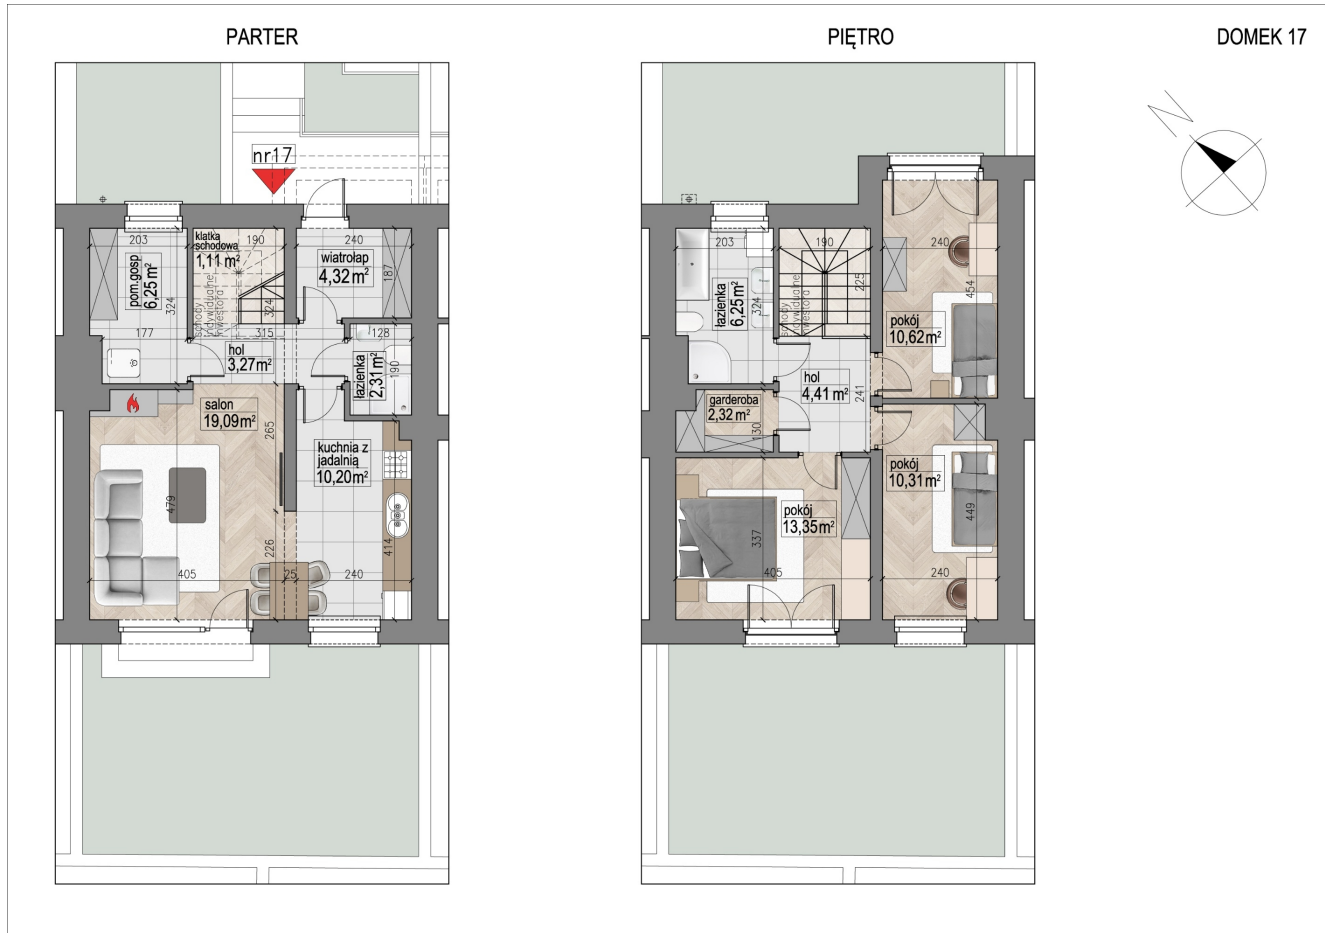 PARTER
PIĘTRO
DOMEK 17
N
nr17
203
pom.gosp
6,25 m²
324
177
klatka
schodowa
190
1,11 m²
schody
indywidualne
inwestora
324
240
wiatrołap
4,32 m²
187
315
hol
3,27 m²
128
łazienka
2,31 m²
190
salon
19,09 m²
265
479
226
405
25
kuchnia z
jadalnią
10,20 m²
414
240
203
łazienka
6,25 m²
324
190
225
schody
indywidualne
inwestora
240
454
pokój
10,62 m²
hol
4,41 m²
241
garderoba
2,32 m²
130
pokój
10,31 m²
449
240
pokój
13,35 m²
337
405